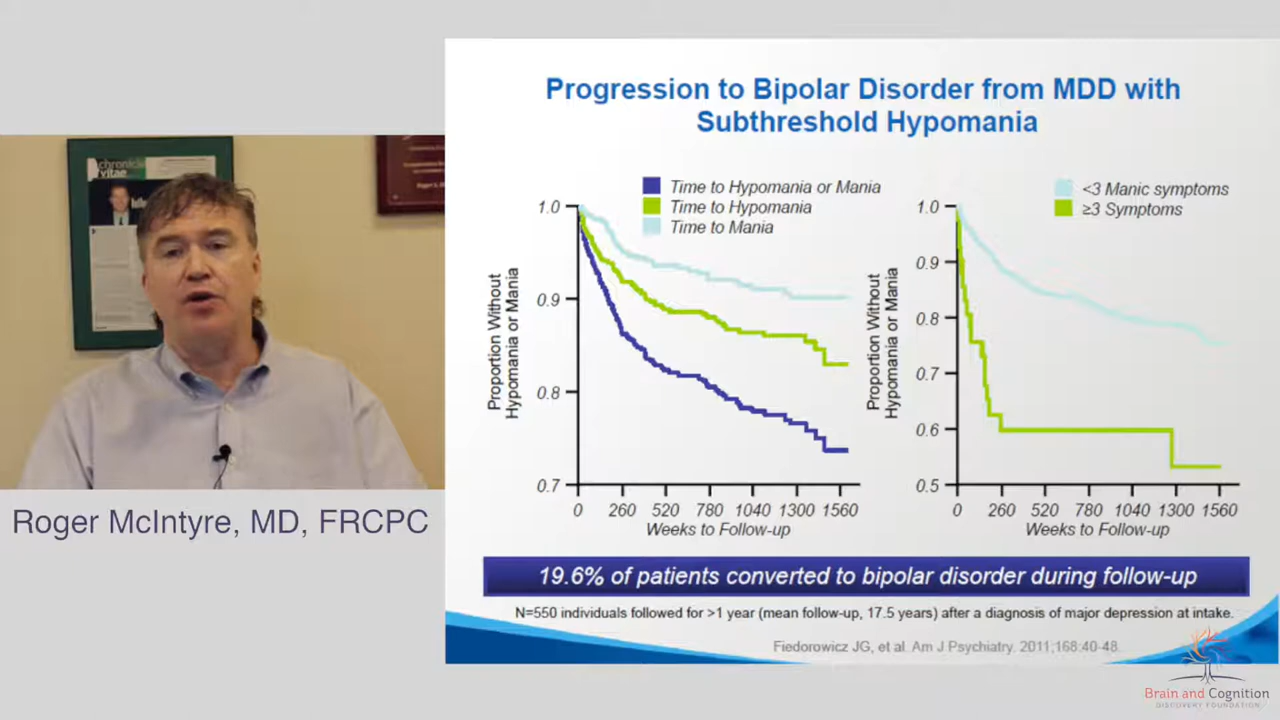 chronicle
vitae
Roger McIntyre, MD, FRCPC
Progression to Bipolar Disorder from MDD with
Subthreshold Hypomania
Time to Hypomania or Mania
Time to Hypomania
Time to Mania
Proportion Without
Hypomania or Mania
1.0
0.9
0.8
0.7
0 260 520 780 1040 1300 1560
Weeks to Follow-up
<3 Manic symptoms
≥3 Symptoms
Proportion Without
Hypomania or Mania
1.0
0.9
0.8
0.7
0.6
0.5
0 260 520 780 1040 1300 1560
Weeks to Follow-up
19.6% of patients converted to bipolar disorder during follow-up
N=550 individuals followed for >1 year (mean follow-up, 17.5 years) after a diagnosis of major depression at intake.
Fiedorowicz JG, et al. Am J Psychiatry. 2011;168:40-48.
Brain and Cognition
DISCOVERY FOUNDATION